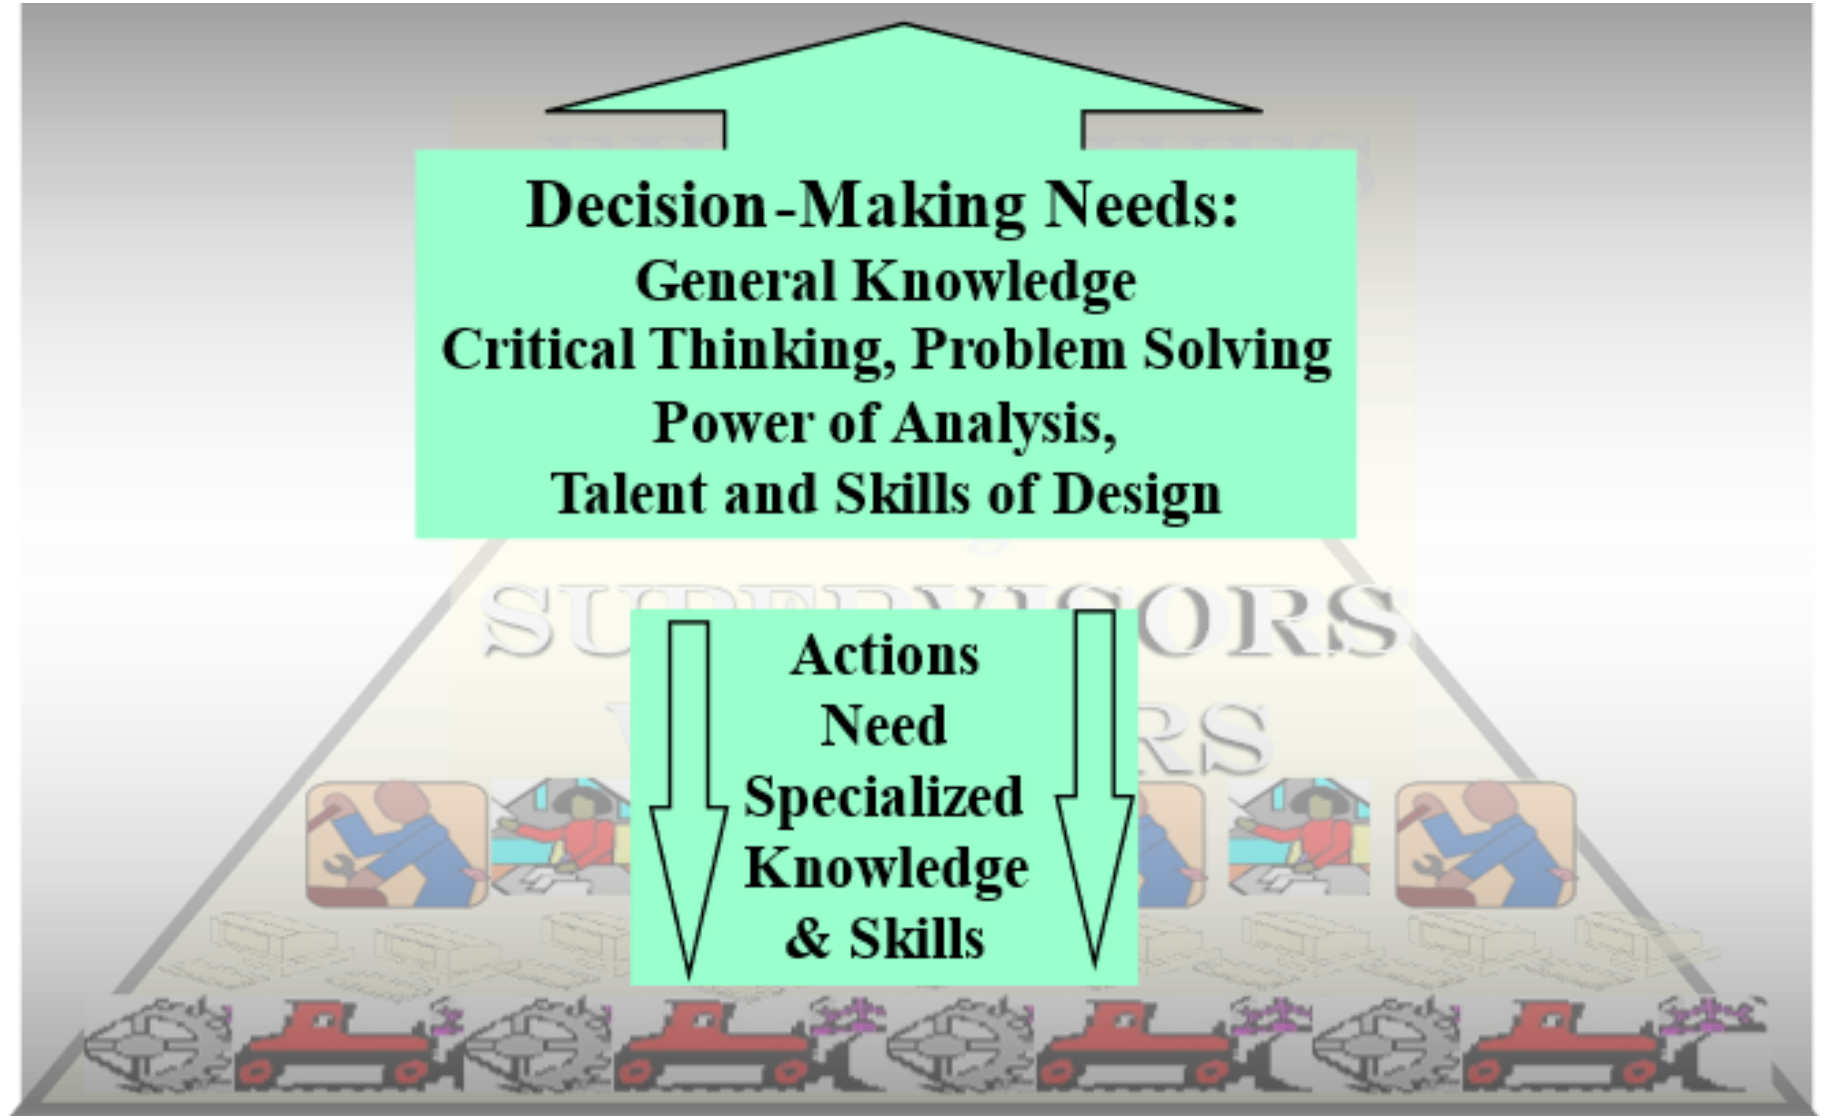 Decision-Making Needs:
General Knowledge
Critical Thinking, Problem Solving
Power of Analysis,
Talent and Skills of Design
SUPERVISORS
Actions
Need
Specialized
Knowledge
& Skills